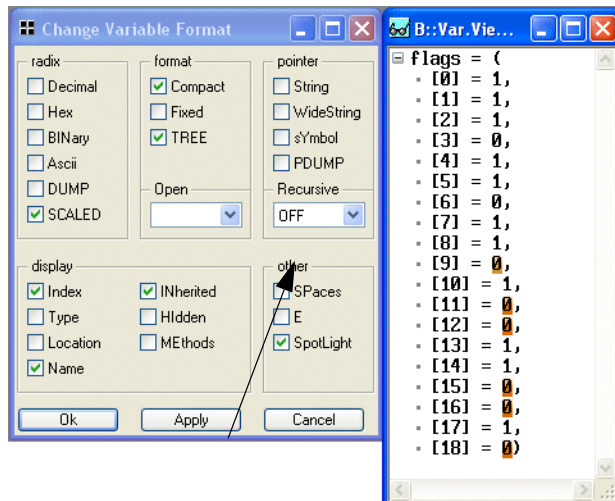 Change Variable Format
radix
Decimal
Hex
BINary
Ascii
DUMP
SCALED
format
Compact
Fixed
TREE
Open
pointer
String
WideString
sYmbol
PDUMP
Recursive
OFF
display
Index
Type
Location
Name
INherited
HIdden
MEthods
other
SPaces
E
SpotLight
Ok
Apply
Cancel
B::Var.Vie...
flags = (
[0] = 1,
[1] = 1,
[2] = 1,
[3] = 0,
[4] = 1,
[5] = 1,
[6] = 0,
[7] = 1,
[8] = 1,
[9] = 0,
[10] = 1,
[11] = 0,
[12] = 0,
[13] = 1,
[14] = 1,
[15] = 0,
[16] = 0,
[17] = 1,
[18] = 0)